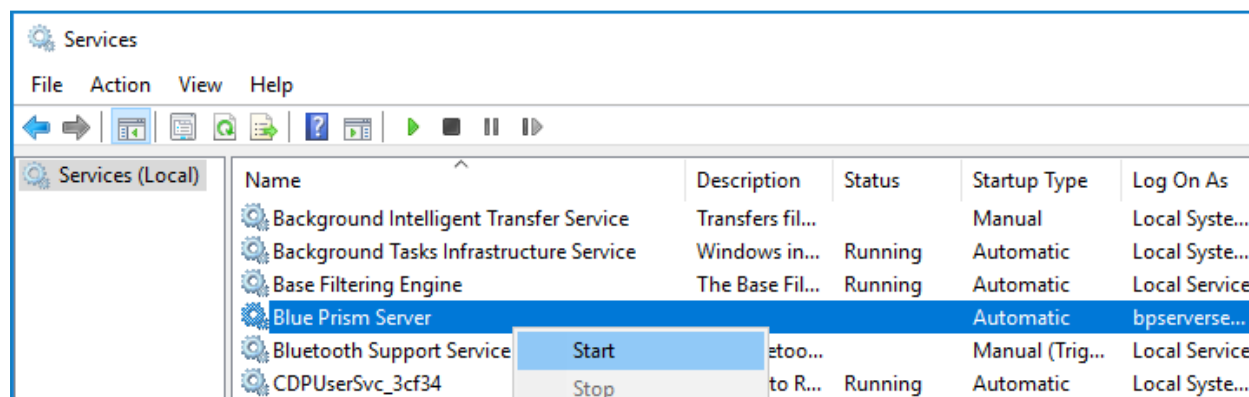 Services
File Action View Help
Services (Local)
Name Description Status Startup Type Log On As
Background Intelligent Transfer Service Transfers fil... Manual Local Syste...
Background Tasks Infrastructure Service Windows in... Running Automatic Local Syste...
Base Filtering Engine The Base Fil... Running Automatic Local Service
Blue Prism Server Automatic bpserverse...
Bluetooth Support Service Start etoo... Manual (Trig... Local Service
CDPUserSvc_3cf34 Stop to R... Running Automatic Local Syste...